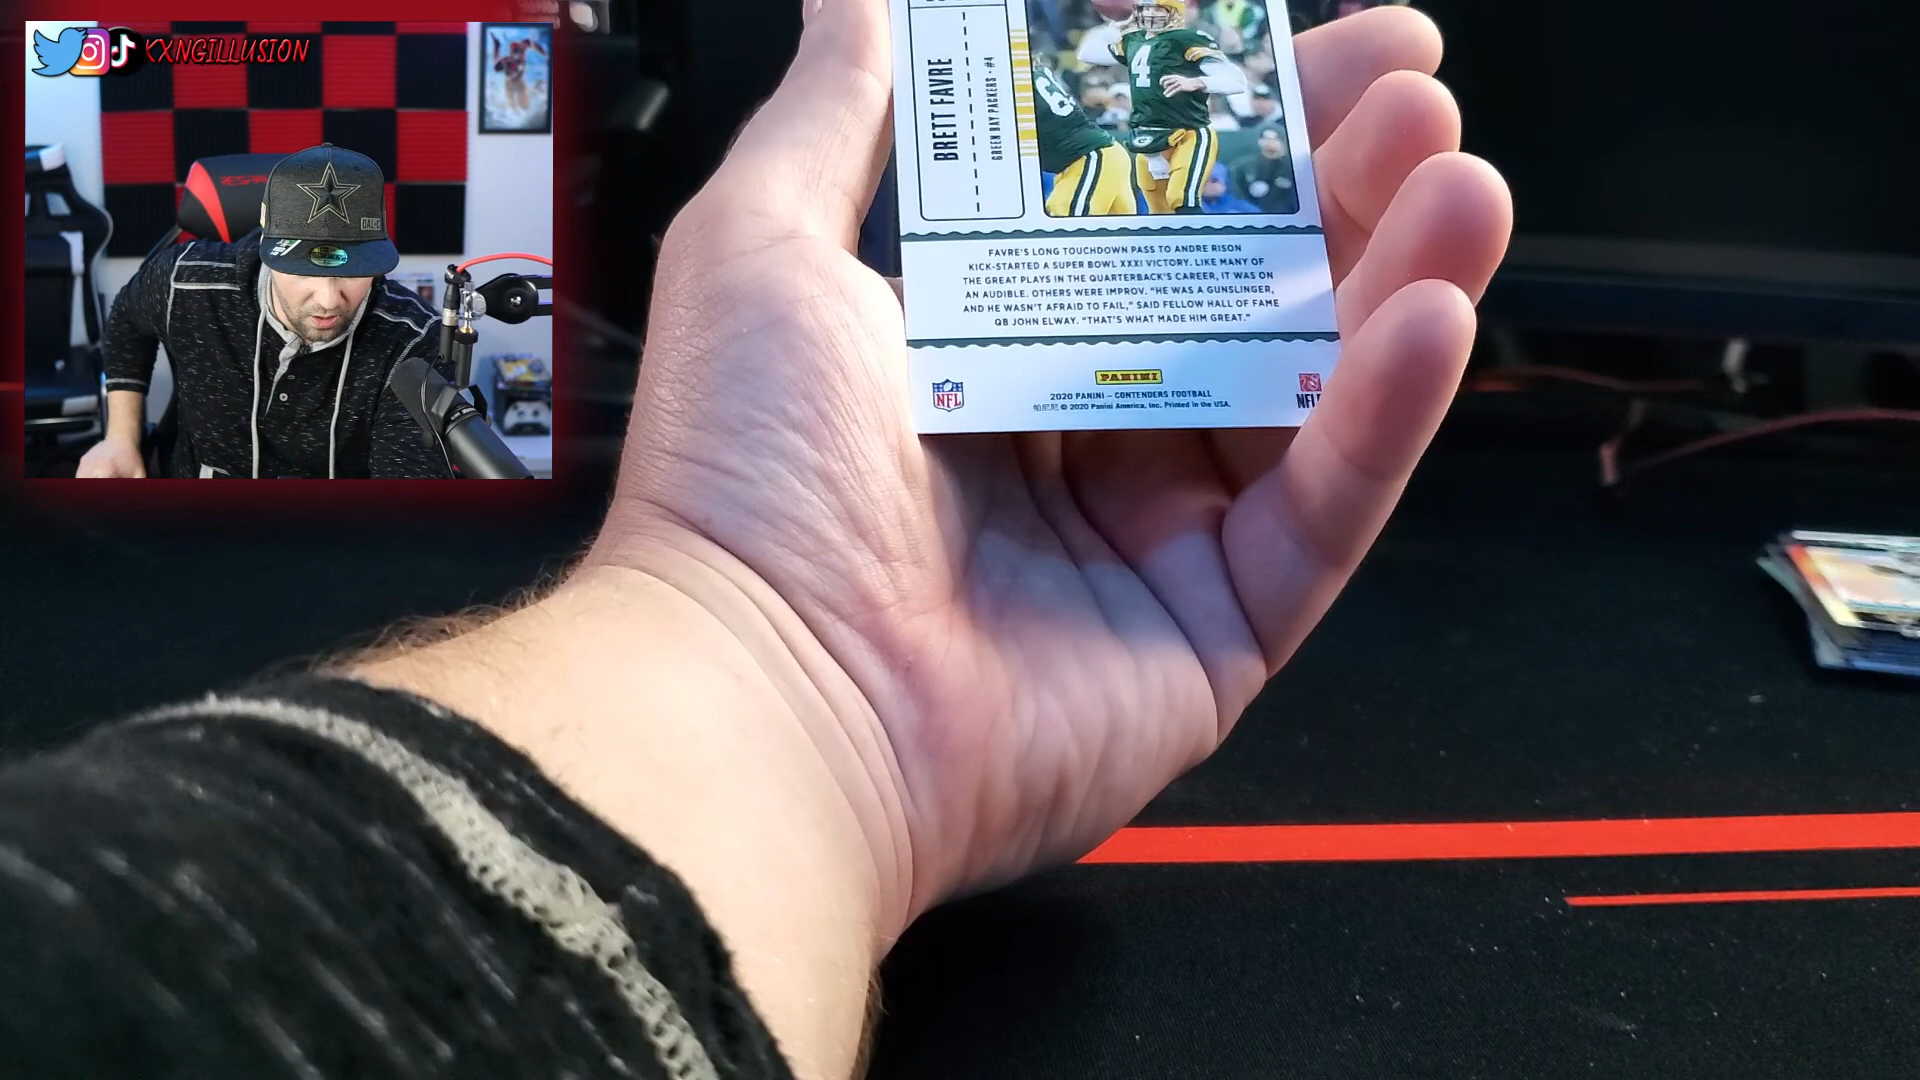 KXNGILLUSION
BRETT FAVRE
GREEN BAY PACKERS • #4
4
FAVRE'S LONG TOUCHDOWN PASS TO ANDRE RISON
KICK-STARTED A SUPER BOWL XXXI VICTORY. LIKE MANY OF
THE GREAT PLAYS IN THE QUARTERBACK'S CAREER, IT WAS ON
AN AUDIBLE. OTHERS WERE IMPROV. "HE WAS A GUNSLINGER,
AND HE WASN'T AFRAID TO FAIL," SAID FELLOW HALL OF FAME
QB JOHN ELWAY. "THAT'S WHAT MADE HIM GREAT."
NFL
PANINI
2020 PANINI – CONTENDERS FOOTBALL
帕尼尼 © 2020 Panini America, Inc. Printed in the USA.
NFL